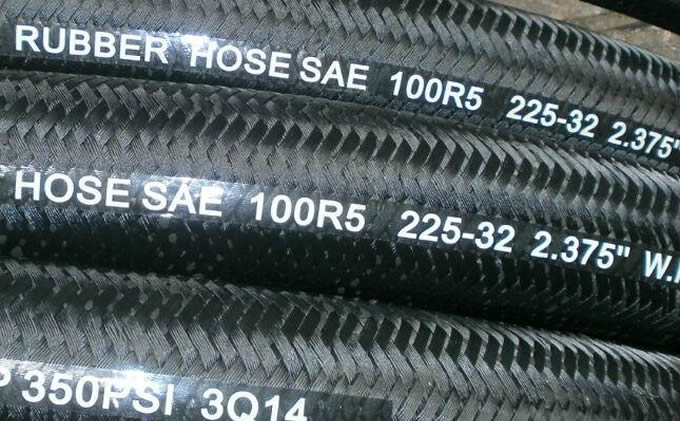 RUBBER HOSE SAE 100R5 225-32 2.375"
HOSE SAE 100R5 225-32 2.375" W.
P 350PSI 3Q14